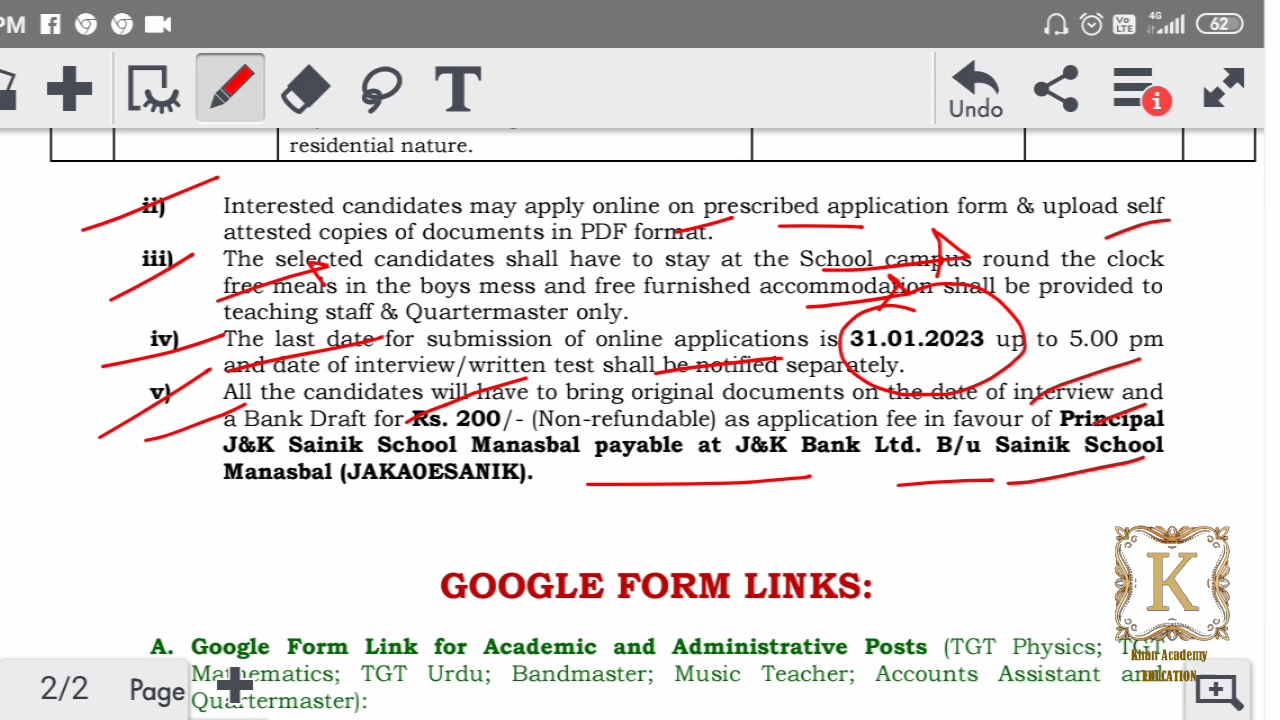 PM
Vo LTE
4G
62
T
Undo
residential nature.
ii) Interested candidates may apply online on prescribed application form & upload self
attested copies of documents in PDF format.
iii) The selected candidates shall have to stay at the School campus round the clock
free meals in the boys mess and free furnished accommodation shall be provided to
teaching staff & Quartermaster only.
iv) The last date for submission of online applications is 31.01.2023 up to 5.00 pm
and date of interview/written test shall be notified separately.
v) All the candidates will have to bring original documents on the date of interview and
a Bank Draft for Rs. 200/- (Non-refundable) as application fee in favour of Principal
J&K Sainik School Manasbal payable at J&K Bank Ltd. B/u Sainik School
Manasbal (JAKA0ESANIK).
GOOGLE FORM LINKS:
A. Google Form Link for Academic and Administrative Posts (TGT Physics; TGT
Mathematics; TGT Urdu; Bandmaster; Music Teacher; Accounts Assistant and
Quartermaster):
K
Khan Academy
EDUCATION
2/2 Page